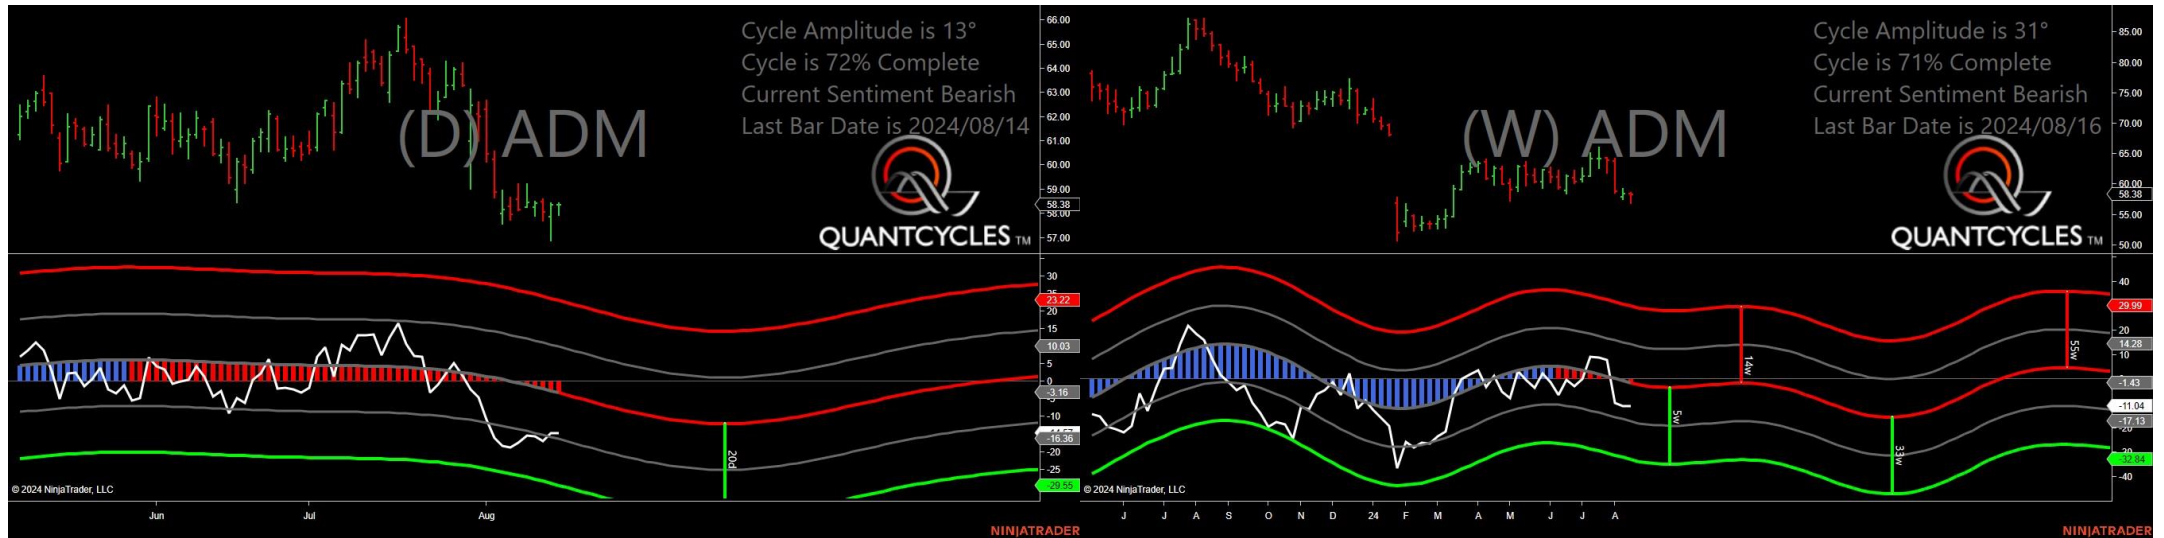 Cycle Amplitude is 13°
Cycle is 72% Complete
Current Sentiment Bearish
Last Bar Date is 2024/08/14
(D) ADM
QUANTCYCLES TM
66.00
65.00
64.00
63.00
62.00
61.00
60.00
59.00
58.38
58.00
57.00
30
23.22
20
15
10.03
5
0
-3.16
-10
-16.36
-20
-25
-29.55
20d
© 2024 NinjaTrader, LLC
Jun
Jul
Aug
NINJATRADER
Cycle Amplitude is 31°
Cycle is 71% Complete
Current Sentiment Bearish
Last Bar Date is 2024/08/16
(W) ADM
QUANTCYCLES TM
85.00
80.00
75.00
70.00
65.00
60.00
58.38
55.00
50.00
40
29.99
20
14.28
10
-1.43
-11.04
-17.13
-20
-32.84
-40
5w
14w
33w
55w
© 2024 NinjaTrader, LLC
J J A S O N D 24 F M A M J J A
NINJATRADER